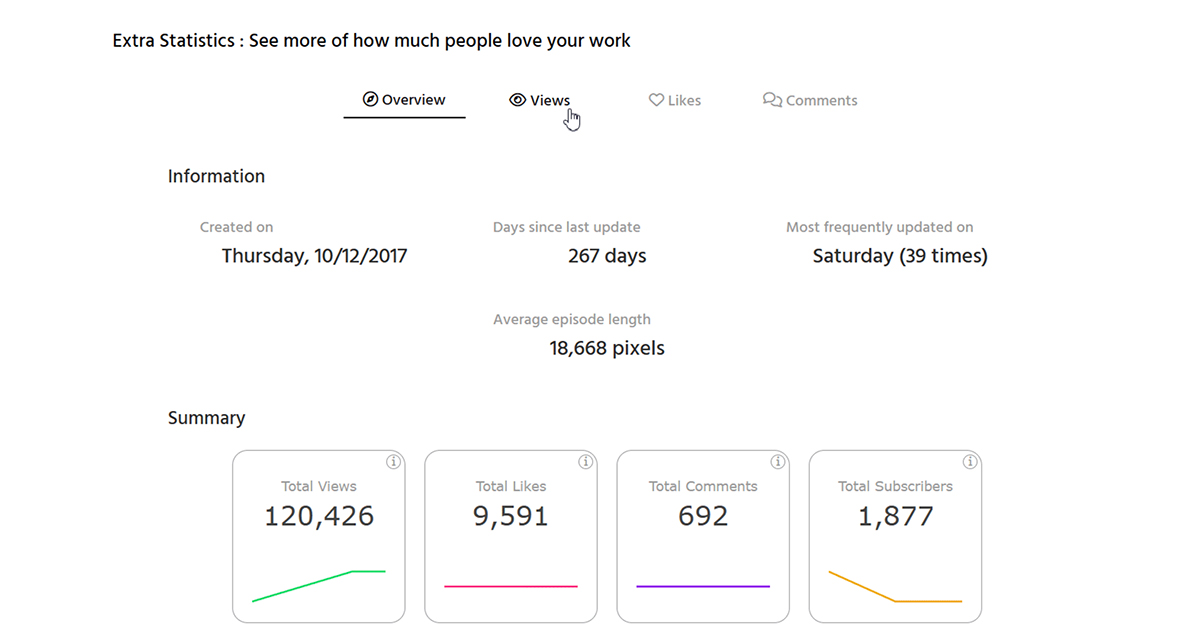 Extra Statistics : See more of how much people love your work
Overview Views Likes Comments
Information
Created on Days since last update Most frequently updated on
Thursday, 10/12/2017 267 days Saturday (39 times)
Average episode length
18,668 pixels
Summary
Total Views Total Likes Total Comments Total Subscribers
120,426 9,591 692 1,877